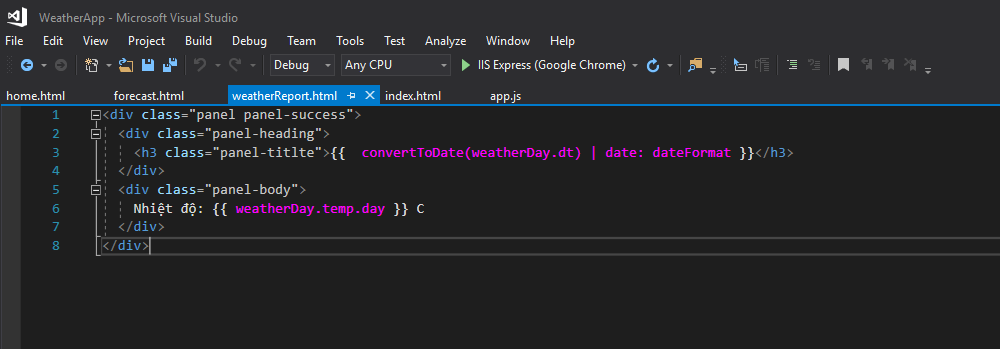 WeatherApp - Microsoft Visual Studio
File Edit View Project Build Debug Team Tools Test Analyze Window Help
Debug Any CPU IIS Express (Google Chrome)
home.html forecast.html weatherReport.html index.html app.js
1 <div class="panel panel-success">
2 <div class="panel-heading">
3 <h3 class="panel-titlte">{{  convertToDate(weatherDay.dt) | date: dateFormat }}</h3>
4 </div>
5 <div class="panel-body">
6 Nhiệt độ: {{ weatherDay.temp.day }} C
7 </div>
8 </div>